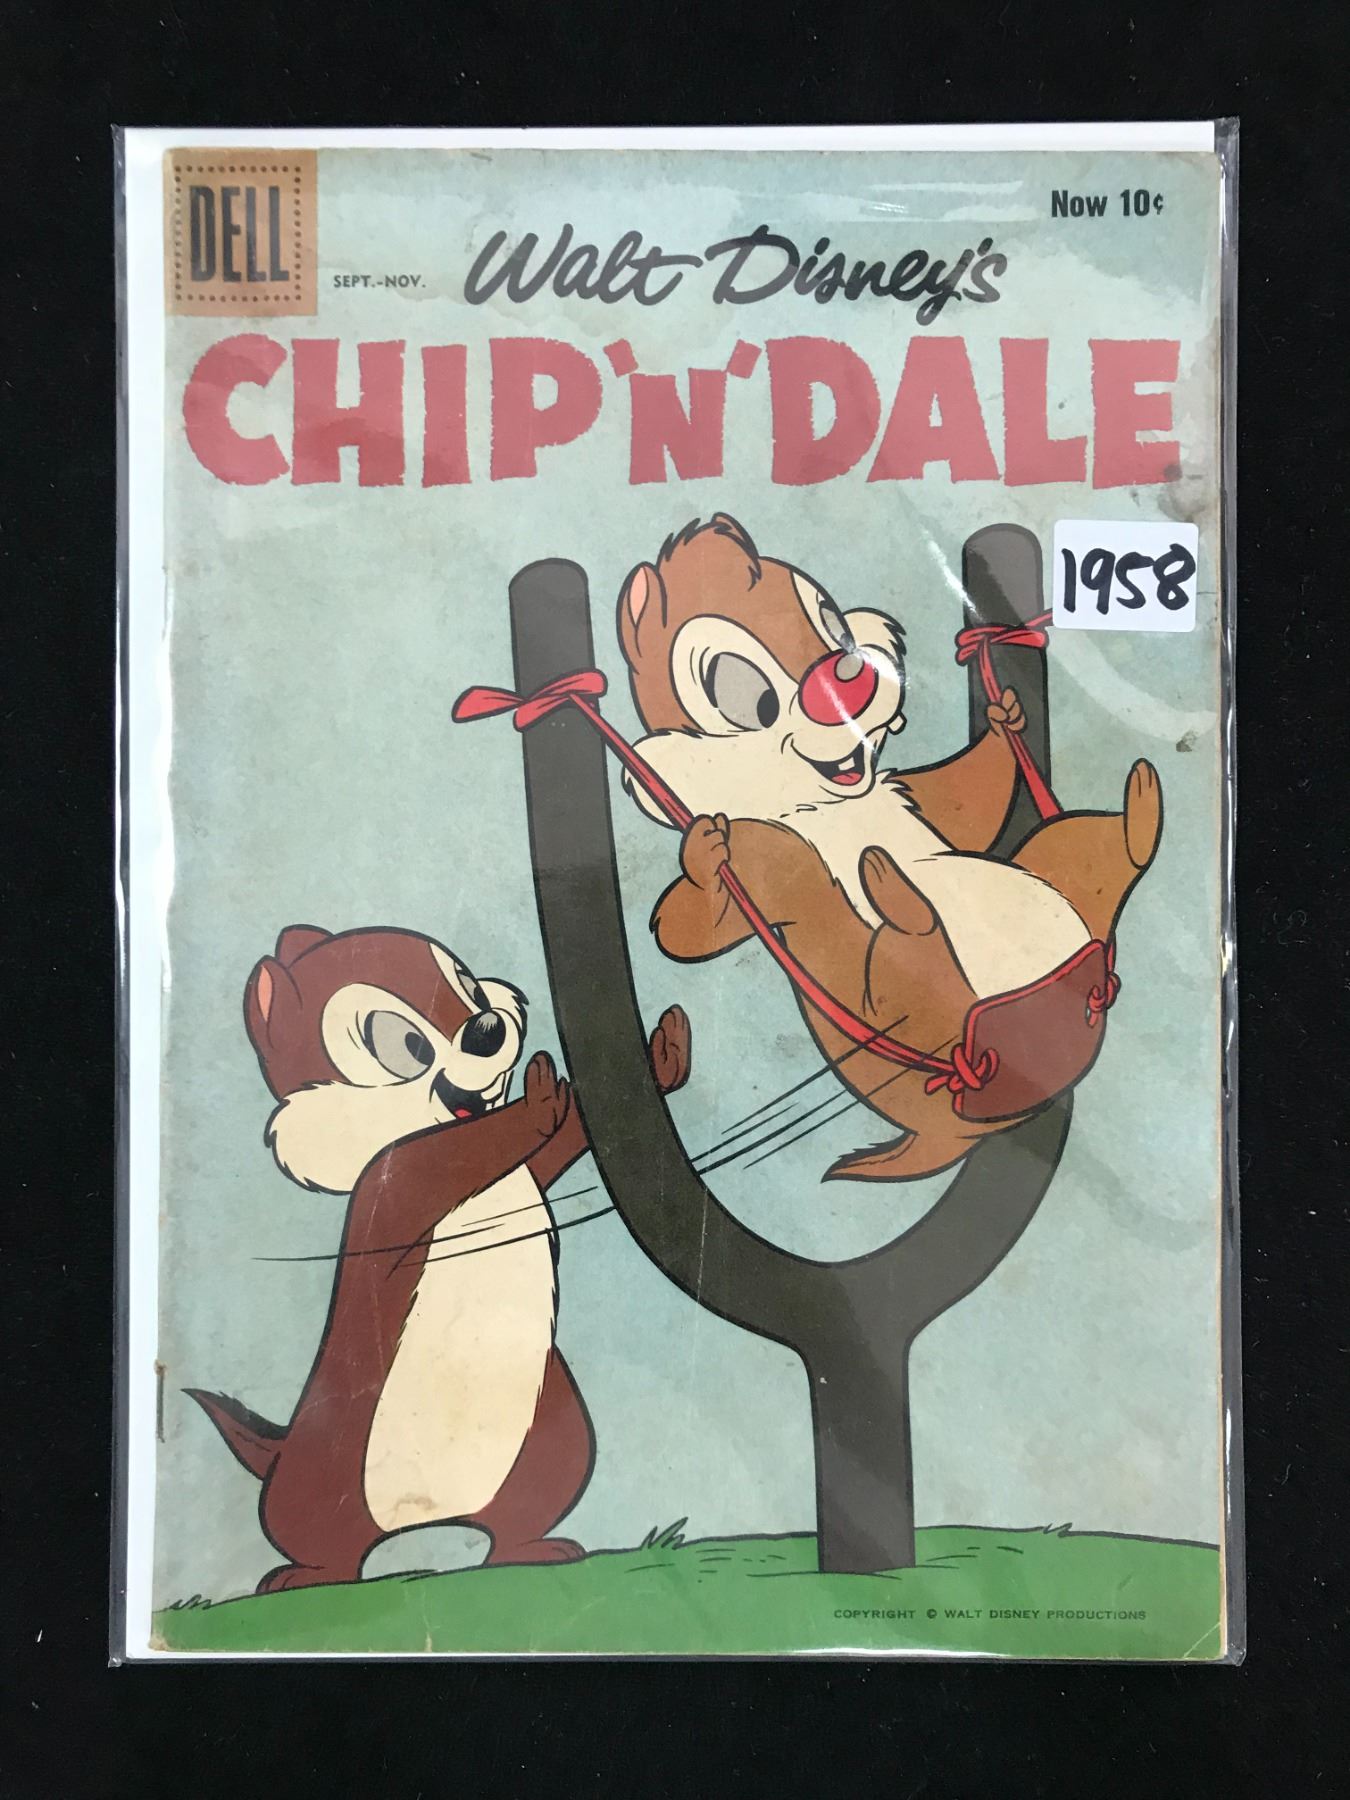 DELL
Now 10¢
SEPT.-NOV.
Walt Disney's
CHIP 'N' DALE
1958
COPYRIGHT © WALT DISNEY PRODUCTIONS